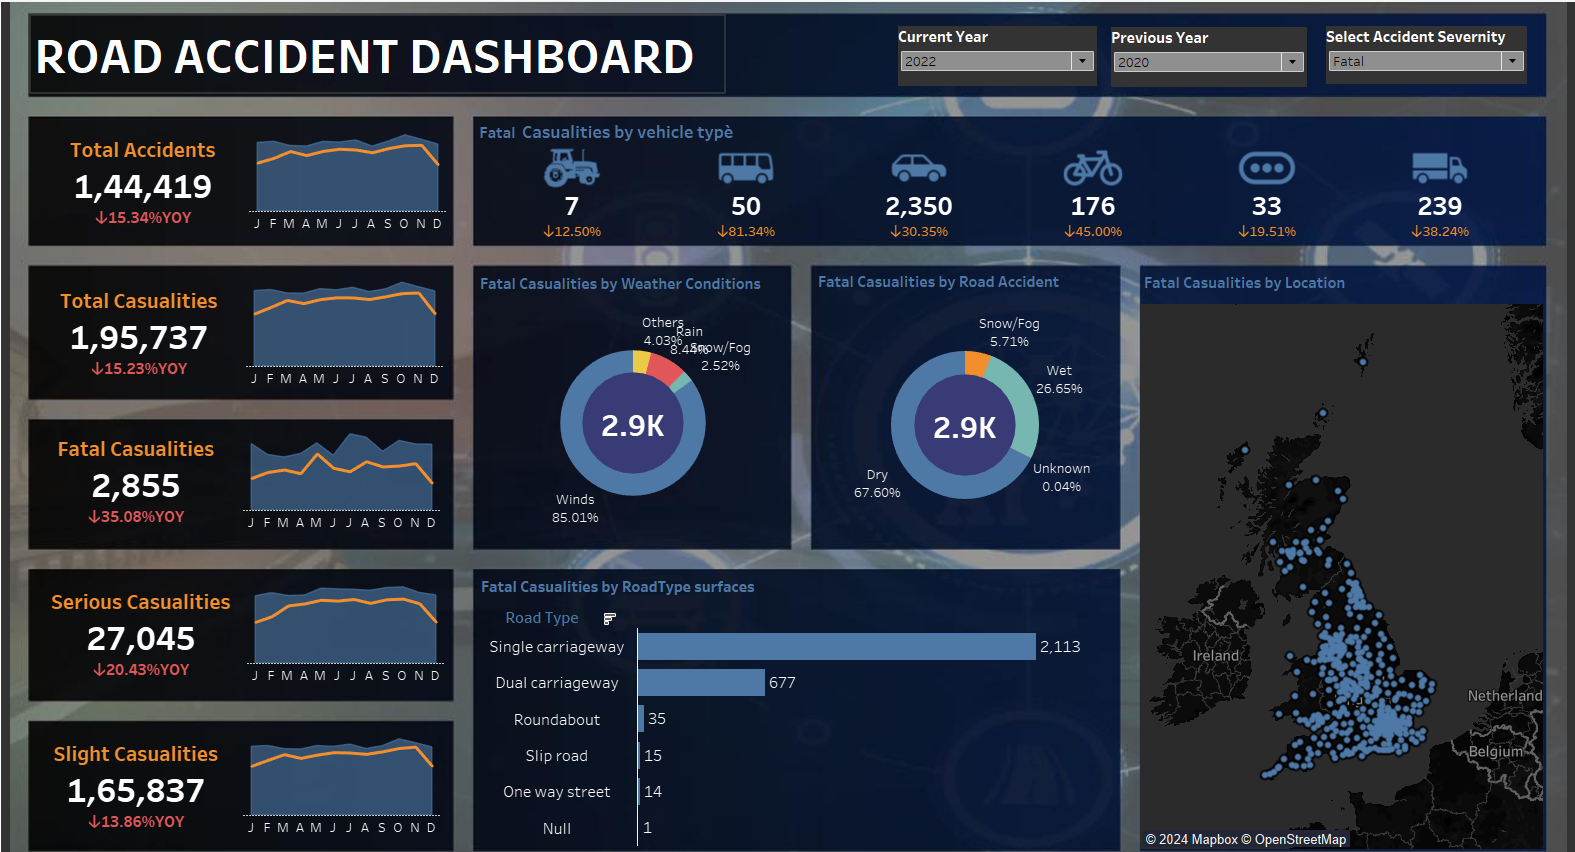 ROAD ACCIDENT DASHBOARD
Current Year
2022
Previous Year
2020
Select Accident Severnity
Fatal
Total Accidents
1,44,419
↓15.34%YOY
J F M A M J J A S O N D
Total Casualities
1,95,737
↓15.23%YOY
J F M A M J J A S O N D
Fatal Casualities
2,855
↓35.08%YOY
J F M A M J J A S O N D
Serious Casualities
27,045
↓20.43%YOY
J F M A M J J A S O N D
Slight Casualities
1,65,837
↓13.86%YOY
J F M A M J J A S O N D
Fatal Casualities by vehicle typè
7 50 2,350 176 33 239
↓12.50% ↓81.34% ↓30.35% ↓45.00% ↓19.51% ↓38.24%
Fatal Casualities by Weather Conditions
Others
4.03%
Rain
8.44%
Snow/Fog
2.52%
2.9K
Winds
85.01%
Fatal Casualities by Road Accident
Snow/Fog
5.71%
Wet
26.65%
2.9K
Unknown
0.04%
Dry
67.60%
Fatal Casualities by RoadType surfaces
Road Type
Single carriageway 2,113
Dual carriageway 677
Roundabout 35
Slip road 15
One way street 14
Null 1
Fatal Casualities by Location
Ireland
Netherland
Belgium
© 2024 Mapbox © OpenStreetMap